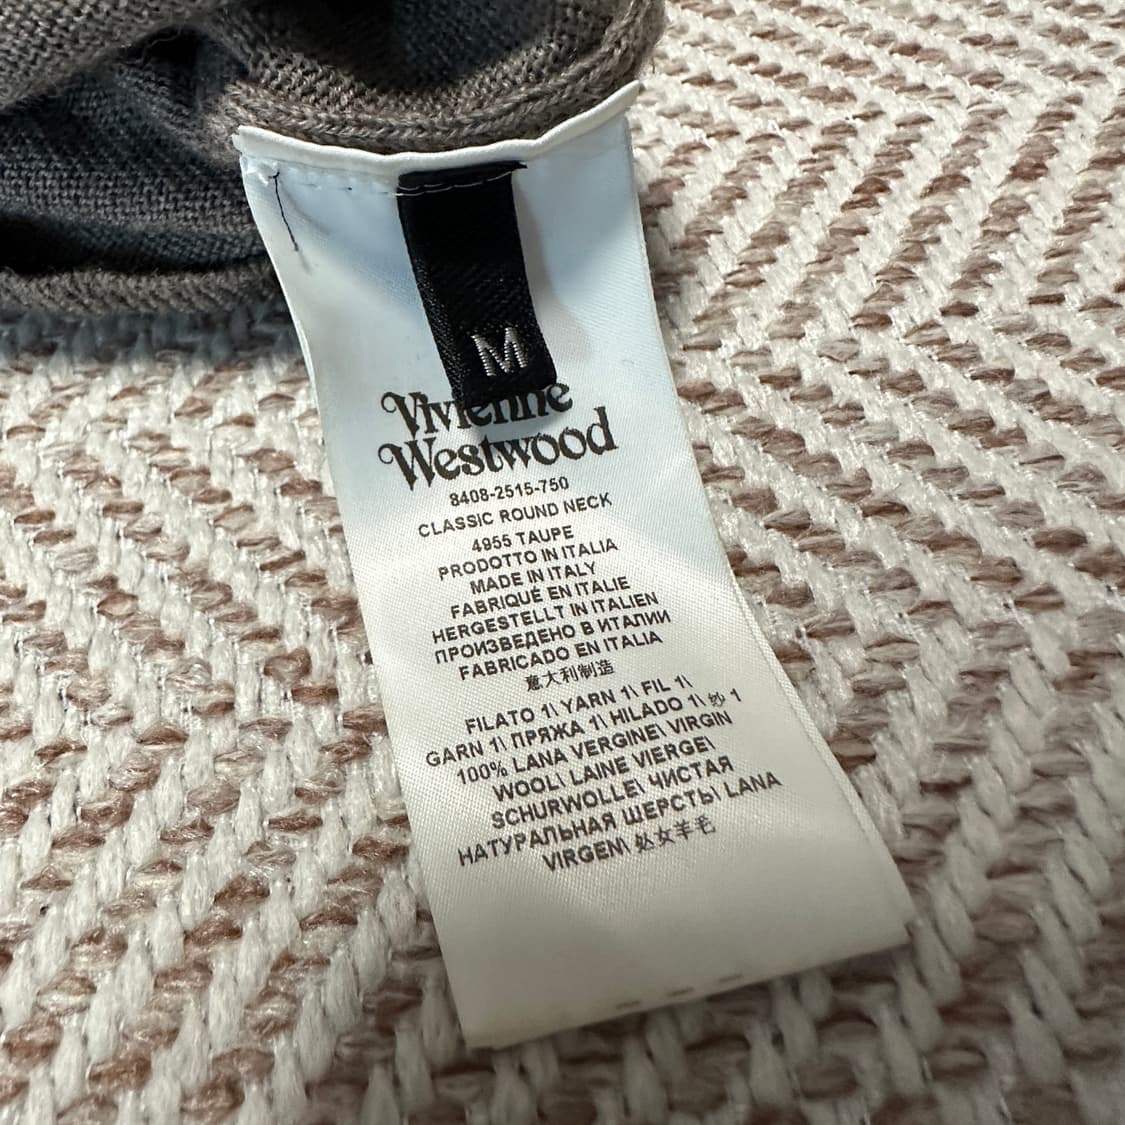 M
Vivienne
Westwood
8408-2515-750
CLASSIC ROUND NECK
4955 TAUPE
PRODOTTO IN ITALIA
MADE IN ITALY
FABRIQUÉ EN ITALIE
HERGESTELLT IN ITALIEN
ПРОИЗВЕДЕНО В ИТАЛИИ
FABRICADO EN ITALIA
意大利制造
FILATO 1\ YARN 1\ FIL 1\
GARN 1\ ПРЯЖА 1\ HILADO 1\ 纱 1
100% LANA VERGINE\ VIRGIN
WOOL\ LAINE VIERGE\
SCHURWOLLE\ ЧИСТАЯ
НАТУРАЛЬНАЯ ШЕРСТЬ\ LANA
VIRGEN\ 处女羊毛